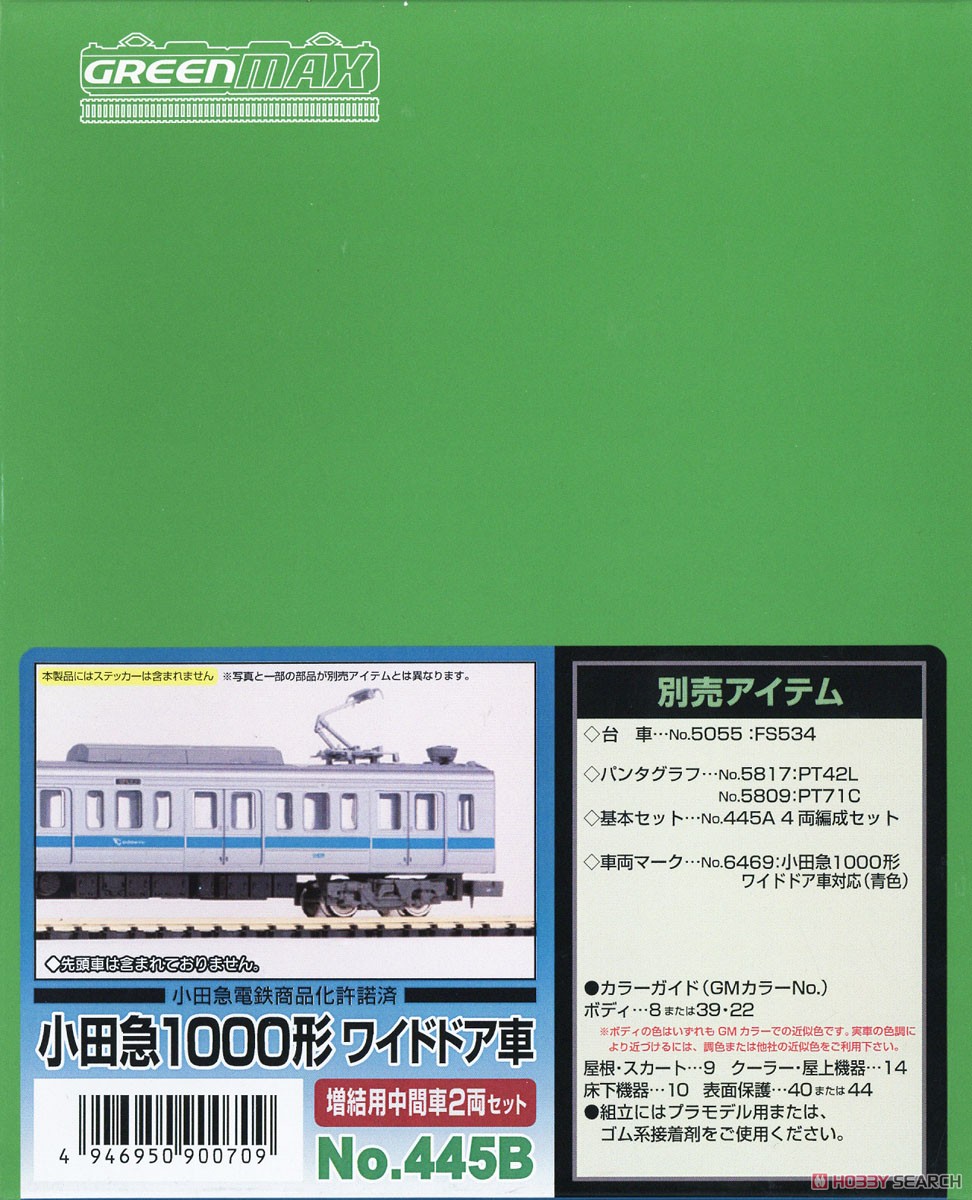 GREENMAX
本製品にはステッカーは含まれません ※写真と一部の部品が別売アイテムとは異なります。
◆先頭車は含まれておりません。
小田急電鉄商品化許諾済
小田急1000形 ワイドドア車
増結用中間車2両セット
No.445B
4 946950 900709
別売アイテム
◇台 車…No.5055：FS534
◇パンタグラフ…No.5817：PT42L
No.5809：PT71C
◇基本セット…No.445A 4両編成セット
◇車両マーク…No.6469：小田急1000形
ワイドドア車対応（青色）
●カラーガイド（GMカラーNo.）
ボディ…8または39・22
※ボディの色はいずれもGMカラーでの近似色です。実車の色調に
より近づけるには、調色または他社の近似色をご利用下さい。
屋根・スカート…9 クーラー・屋上機器…14
床下機器…10 表面保護…40または44
●組立にはプラモデル用または、
ゴム系接着剤をご使用ください。
HOBBY SEARCH